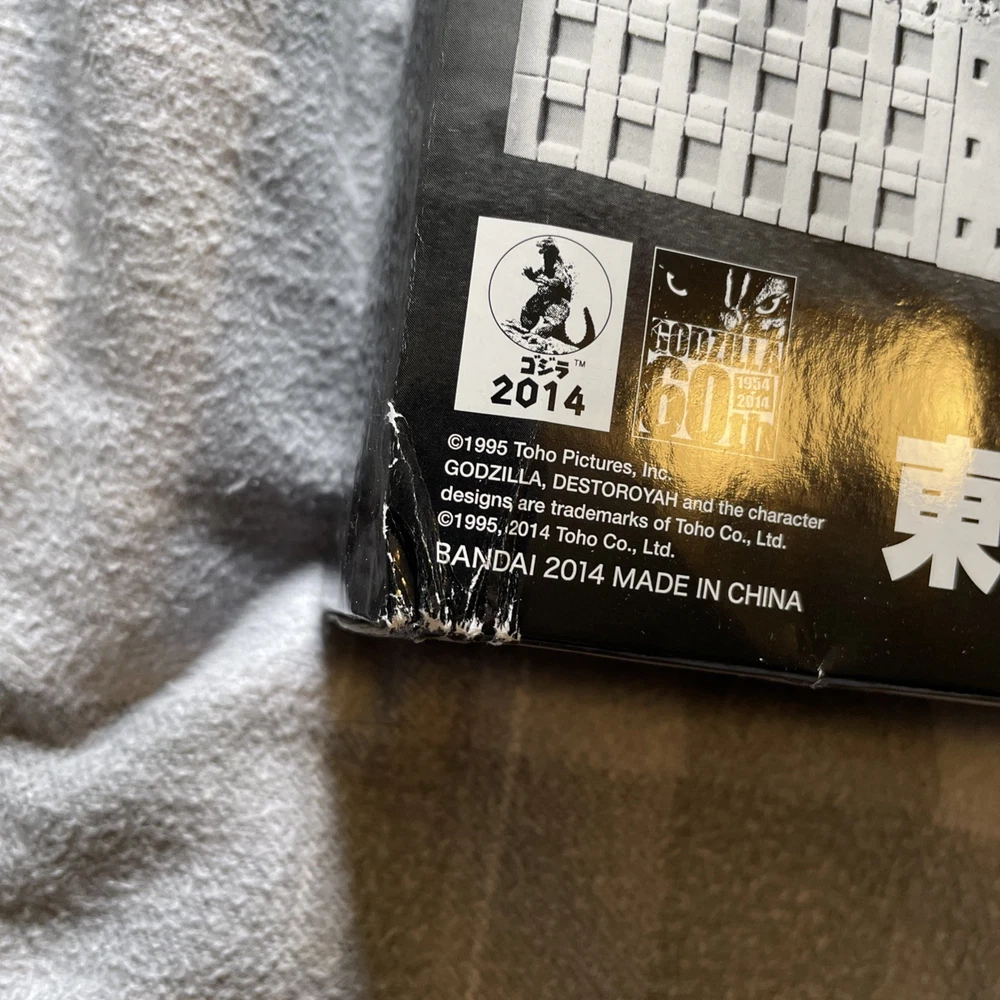 ゴジラ™
2014
GODZILLA
60th
1954
2014
©1995 Toho Pictures, Inc.
GODZILLA, DESTOROYAH and the character
designs are trademarks of Toho Co., Ltd.
©1995, 2014 Toho Co., Ltd.
BANDAI 2014 MADE IN CHINA
東